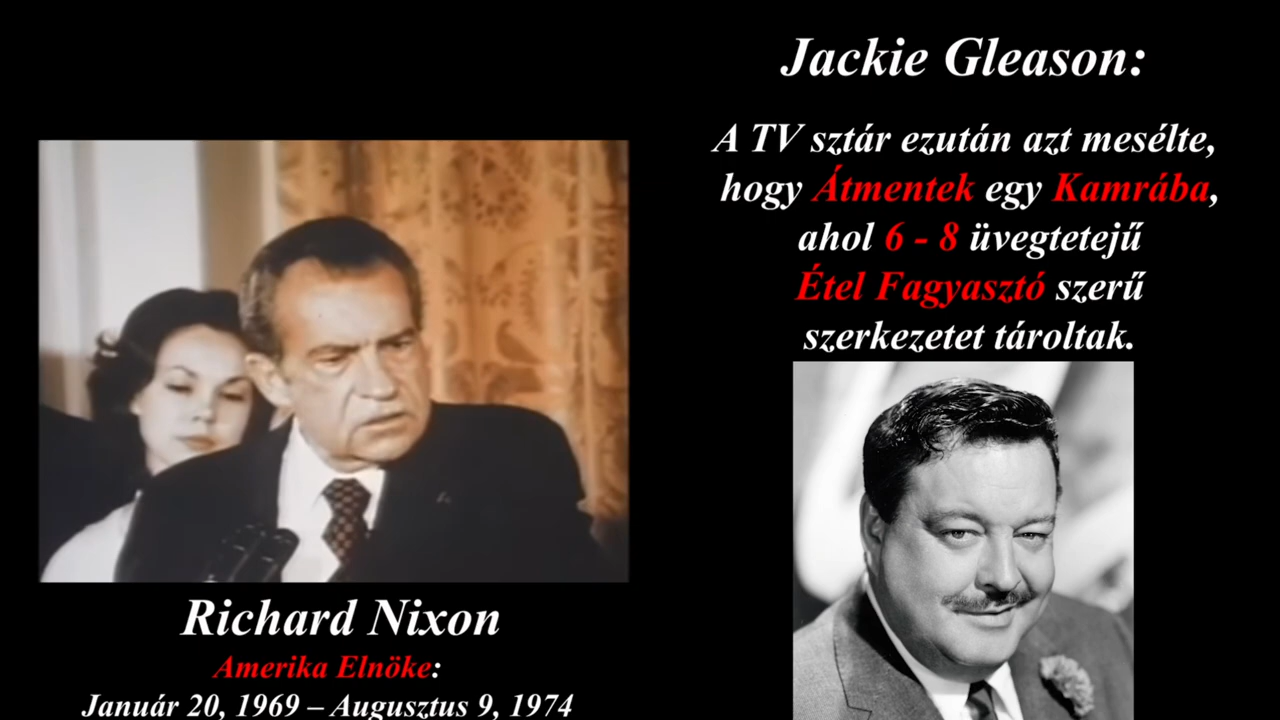 Jackie Gleason:
A TV sztár ezután azt mesélte,
hogy Átmentek egy Kamrába,
ahol 6 - 8 üvegtetejű
Étel Fagyasztó szerű
szerkezetet tároltak.
Richard Nixon
Amerika Elnöke:
Január 20, 1969 – Augusztus 9, 1974